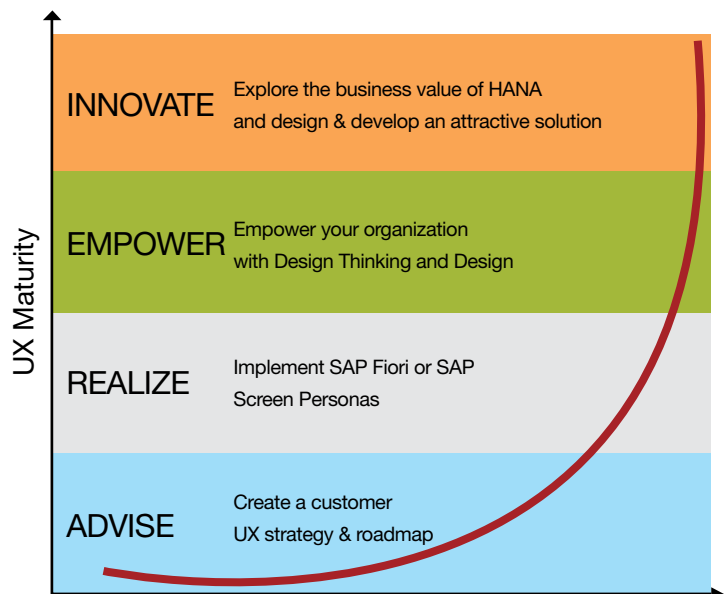 INNOVATE
Explore the business value of HANA
and design & develop an attractive solution
EMPOWER
Empower your organization
with Design Thinking and Design
REALIZE
Implement SAP Fiori or SAP
Screen Personas
ADVISE
Create a customer
UX strategy & roadmap
UX Maturity